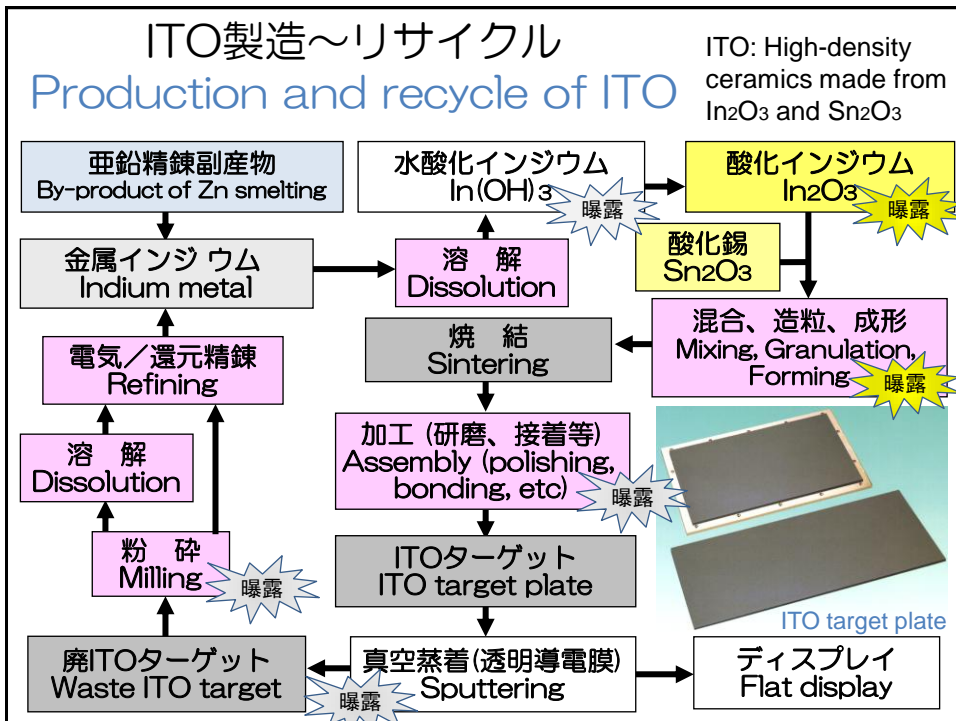 ITO製造～リサイクル
Production and recycle of ITO
ITO: High-density
ceramics made from
In2O3 and Sn2O3
亜鉛精錬副産物
By-product of Zn smelting
水酸化インジウム
In(OH)3
曝露
酸化インジウム
In2O3
曝露
金属インジ ウム
Indium metal
溶 解
Dissolution
酸化錫
Sn2O3
電気／還元精錬
Refining
焼 結
Sintering
混合、造粒、成形
Mixing, Granulation,
Forming
曝露
溶 解
Dissolution
加工 (研磨、接着等)
Assembly (polishing,
bonding, etc)
曝露
粉 砕
Milling
曝露
ITOターゲット
ITO target plate
ITO target plate
廃ITOターゲット
Waste ITO target
曝露
真空蒸着(透明導電膜)
Sputtering
ディスプレイ
Flat display